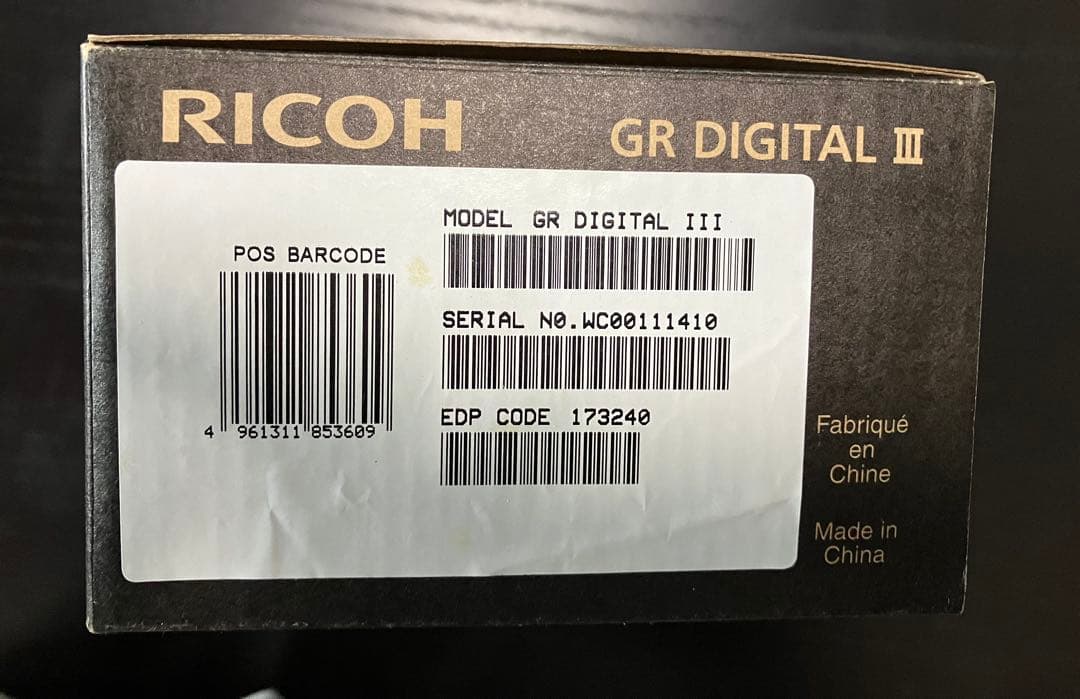 RICOH
GR DIGITAL III
MODEL GR DIGITAL III
POS BARCODE
SERIAL NO.WC00111410
EDP CODE 173240
4 961311 853609
Fabriqué
en
Chine
Made in
China